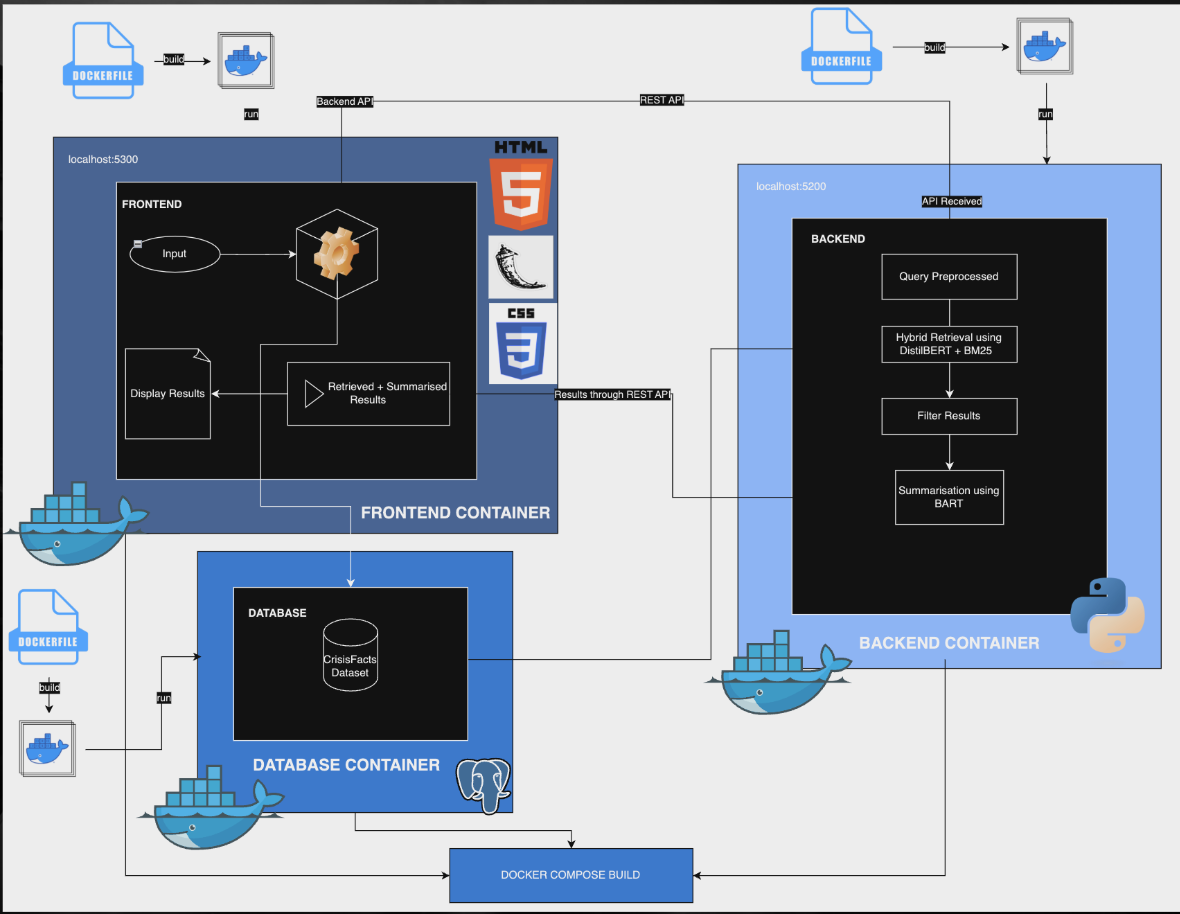 DOCKERFILE
build
run
Backend API
REST API
DOCKERFILE
build
run
localhost:5300
HTML
5
CSS
3
FRONTEND
Input
Display Results
Retrieved + Summarised
Results
FRONTEND CONTAINER
Results through REST API
localhost:5200
API Received
BACKEND
Query Preprocessed
Hybrid Retrieval using
DistilBERT + BM25
Filter Results
Summarisation using
BART
BACKEND CONTAINER
DOCKERFILE
build
run
DATABASE
CrisisFacts
Dataset
DATABASE CONTAINER
DOCKER COMPOSE BUILD